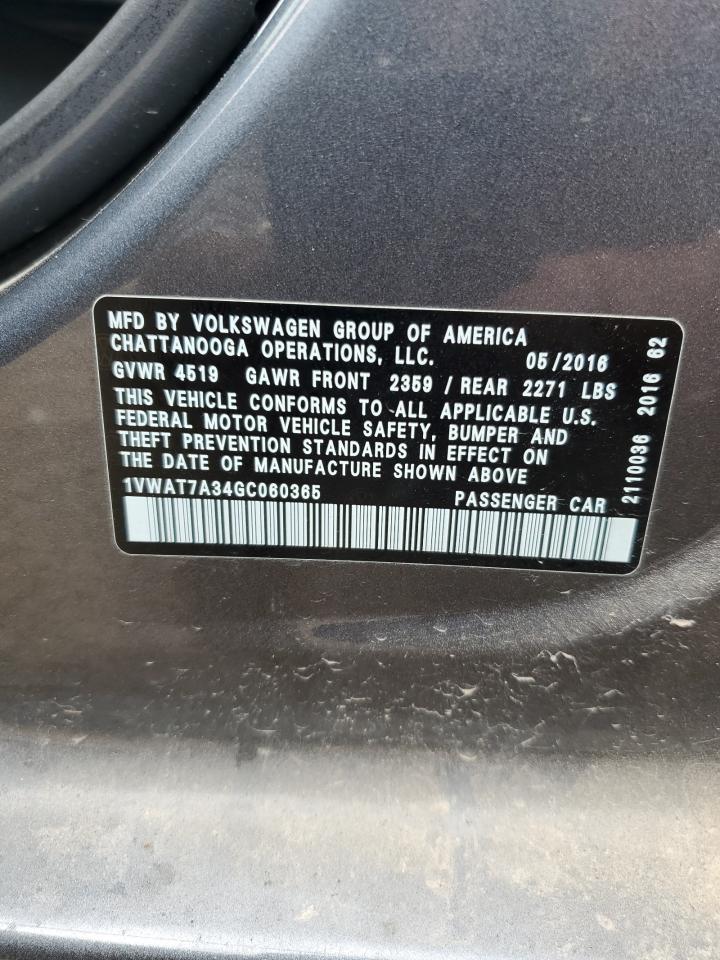 MFD BY VOLKSWAGEN GROUP OF AMERICA
CHATTANOOGA OPERATIONS, LLC. 05/2016
GVWR 4519 GAWR FRONT 2359 / REAR 2271 LBS
THIS VEHICLE CONFORMS TO ALL APPLICABLE U.S.
FEDERAL MOTOR VEHICLE SAFETY, BUMPER AND
THEFT PREVENTION STANDARDS IN EFFECT ON
THE DATE OF MANUFACTURE SHOWN ABOVE
1VWAT7A34GC060365 PASSENGER CAR
2110036 2016 62